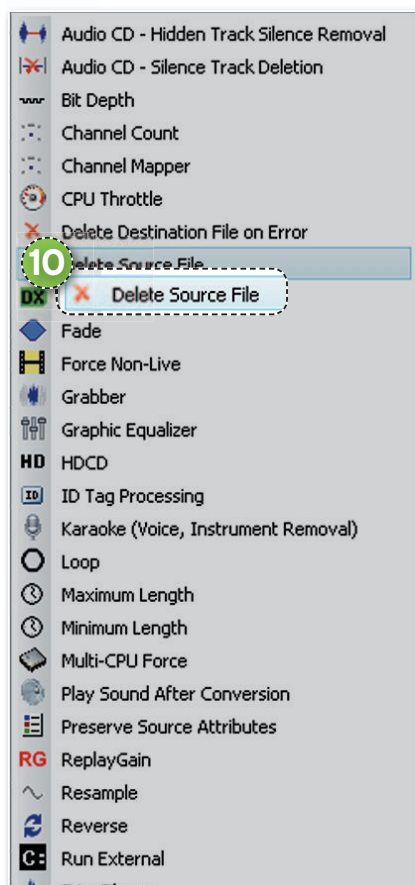 Audio CD - Hidden Track Silence Removal
Audio CD - Silence Track Deletion
Bit Depth
Channel Count
Channel Mapper
CPU Throttle
Delete Destination File on Error
10 Delete Source File
DX Delete Source File
Fade
Force Non-Live
Grabber
Graphic Equalizer
HD HDCD
ID ID Tag Processing
Karaoke (Voice, Instrument Removal)
Loop
Maximum Length
Minimum Length
Multi-CPU Force
Play Sound After Conversion
Preserve Source Attributes
RG ReplayGain
Resample
Reverse
C: Run External